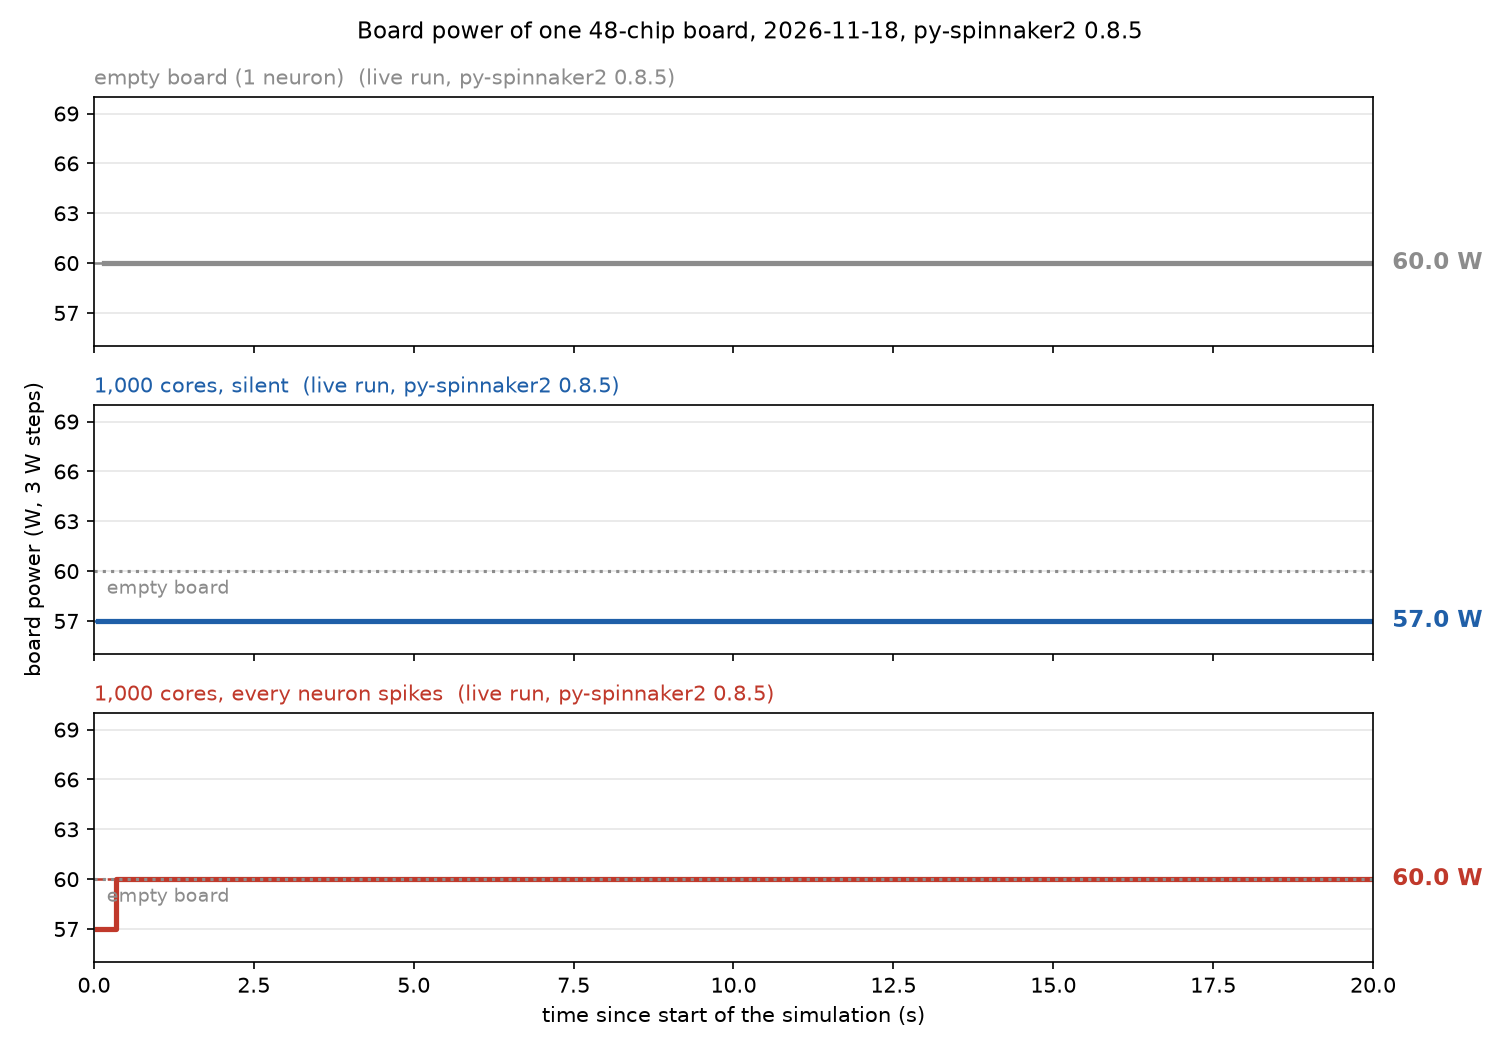 Board power of one 48-chip board, 2026-11-18, py-spinnaker2 0.8.5
empty board (1 neuron)  (live run, py-spinnaker2 0.8.5)
69
66
63
60
57
60.0 W
board power (W, 3 W steps)
1,000 cores, silent  (live run, py-spinnaker2 0.8.5)
69
66
63
60
57
empty board
57.0 W
1,000 cores, every neuron spikes  (live run, py-spinnaker2 0.8.5)
69
66
63
60
57
empty board
60.0 W
0.0 2.5 5.0 7.5 10.0 12.5 15.0 17.5 20.0
time since start of the simulation (s)